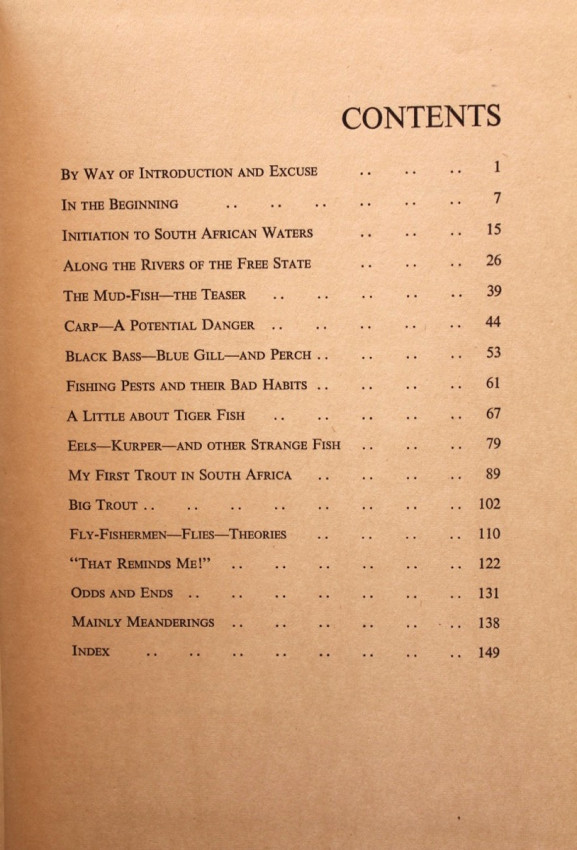 CONTENTS
By Way of Introduction and Excuse .. .. .. 1
In the Beginning .. .. .. .. .. .. 7
Initiation to South African Waters .. .. .. 15
Along the Rivers of the Free State .. .. .. 26
The Mud-Fish—the Teaser .. .. .. .. .. 39
Carp—A Potential Danger .. .. .. .. .. 44
Black Bass—Blue Gill—and Perch .. .. .. .. 53
Fishing Pests and their Bad Habits .. .. .. .. 61
A Little about Tiger Fish .. .. .. .. .. 67
Eels—Kurper—and other Strange Fish .. .. .. 79
My First Trout in South Africa .. .. .. .. 89
Big Trout .. .. .. .. .. .. .. .. 102
Fly-Fishermen—Flies—Theories .. .. .. .. 110
“That Reminds Me!” .. .. .. .. .. .. 122
Odds and Ends .. .. .. .. .. .. .. 131
Mainly Meanderings .. .. .. .. .. .. 138
Index .. .. .. .. .. .. .. .. 149